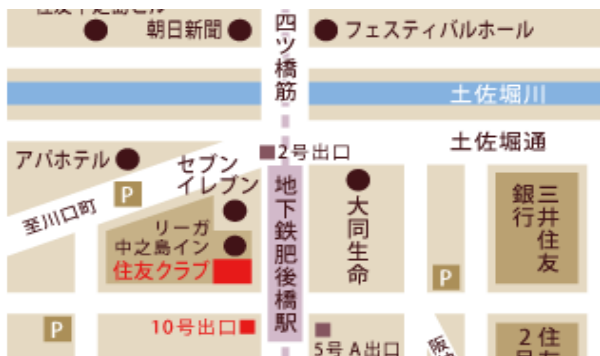 朝日新聞
四ツ橋筋
フェスティバルホール
土佐堀川
土佐堀通
アパホテル
セブン
イレブン
2号出口
P
至川口町
リーガ
中之島イン
住友クラブ
地下鉄肥後橋駅
大同生命
三井住友
銀行
P
P
10号出口
5号A出口